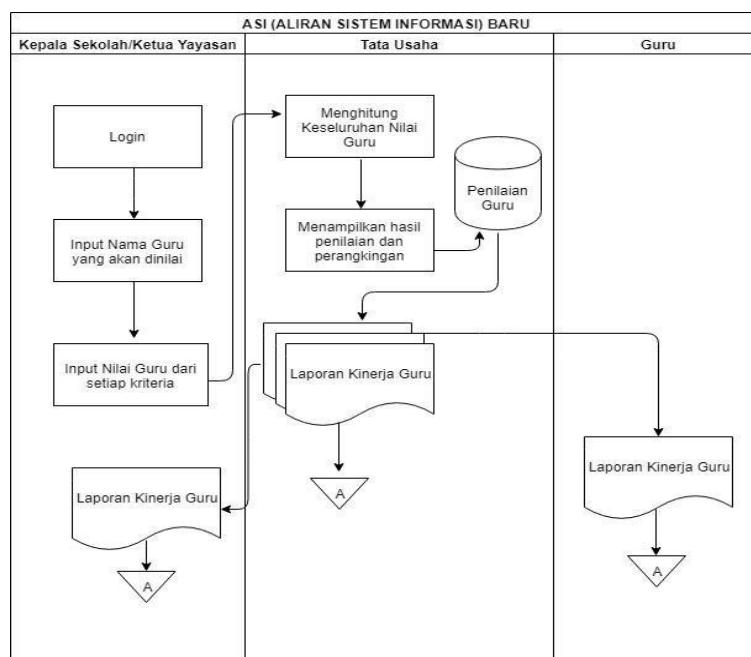 ASI (ALIRAN SISTEM INFORMASI) BARU
Kepala Sekolah/Ketua Yayasan
Tata Usaha
Guru
Login
Input Nama Guru
yang akan dinilai
Input Nilai Guru dari
setiap kriteria
Laporan Kinerja Guru
A
Menghitung
Keseluruhan Nilai
Guru
Menampilkan hasil
penilaian dan
perangkingan
Penilaian
Guru
Laporan Kinerja Guru
A
Laporan Kinerja Guru
A